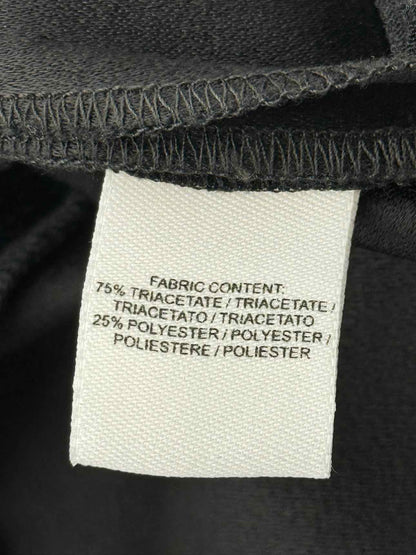 FABRIC CONTENT:
75% TRIACETATE / TRIACETATE /
TRIACETATO / TRIACETATO
25% POLYESTER / POLYESTER /
POLIESTERE / POLIESTER